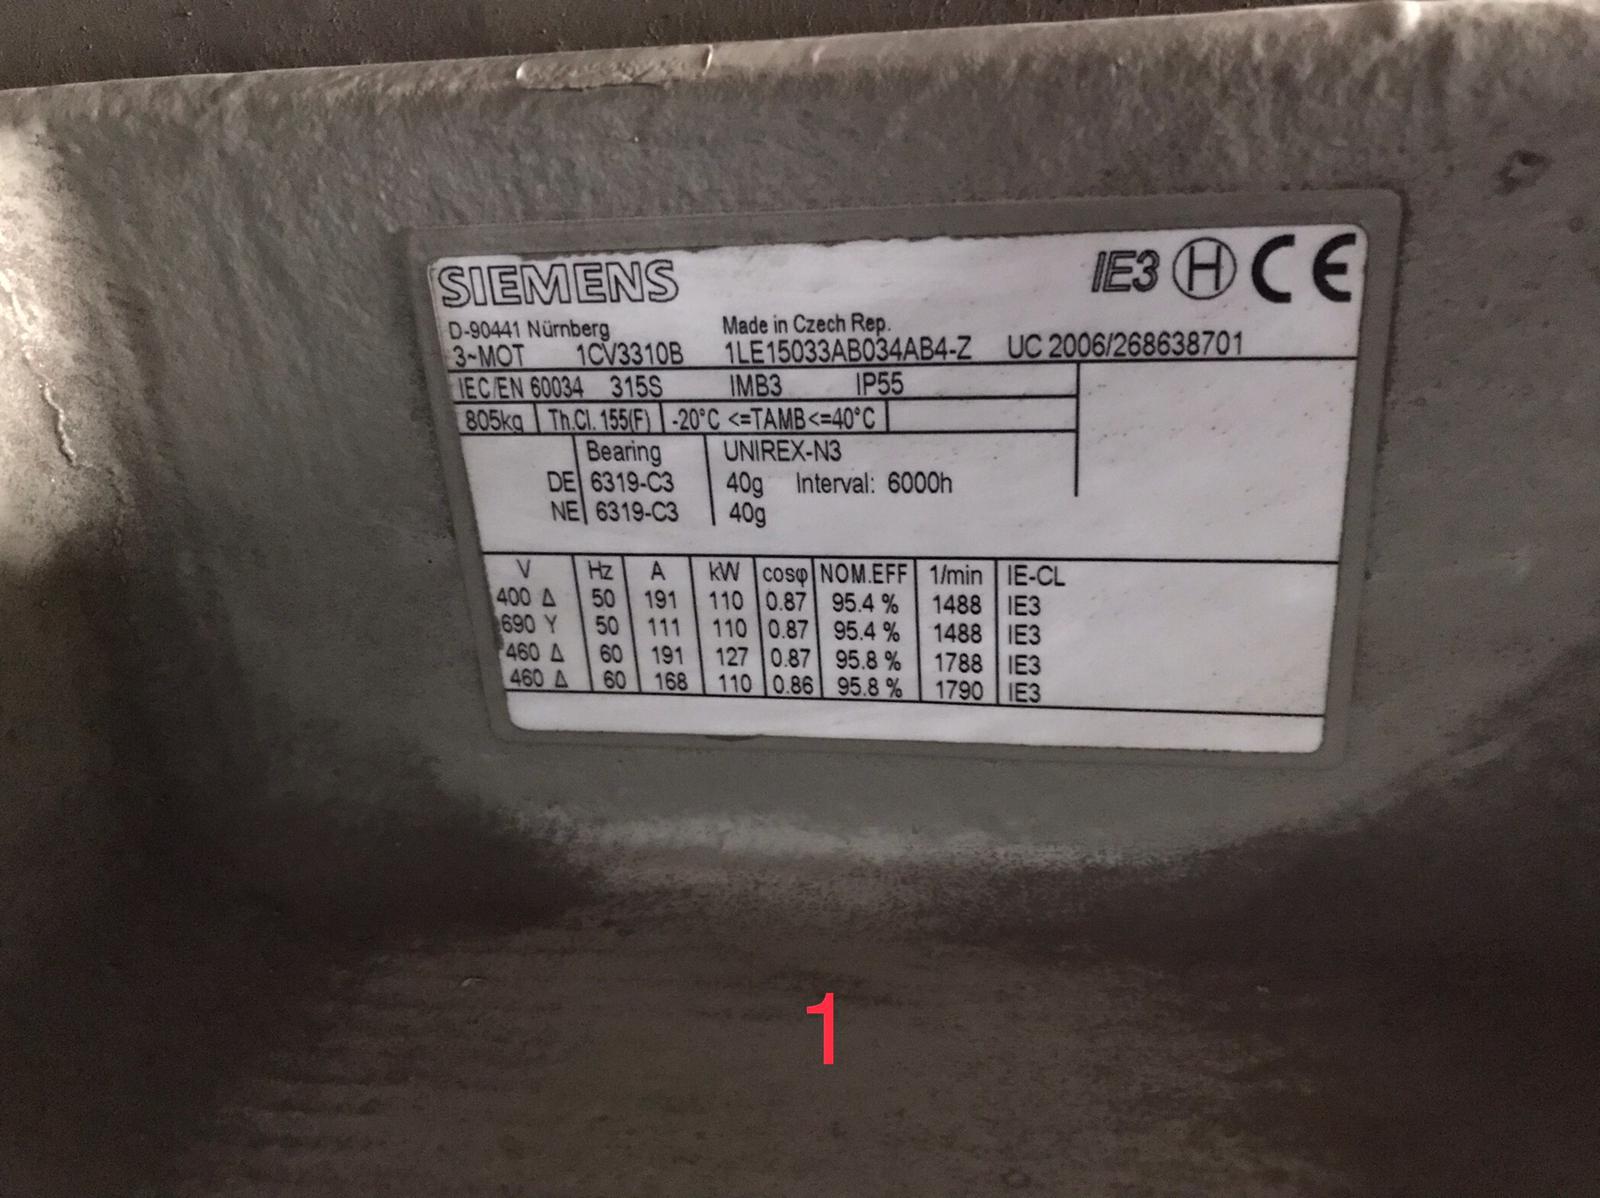 SIEMENS IE3 H CE
D-90441 Nürnberg Made in Czech Rep.
3~MOT 1CV3310B 1LE15033AB034AB4-Z UC 2006/268638701
IEC/EN 60034 315S IMB3 IP55
805kg Th.Cl. 155(F) -20°C <=TAMB<=40°C
Bearing UNIREX-N3
DE 6319-C3 40g Interval: 6000h
NE 6319-C3 40g
V Hz A kW cosφ NOM.EFF 1/min IE-CL
400 Δ 50 191 110 0.87 95.4 % 1488 IE3
690 Y 50 111 110 0.87 95.4 % 1488 IE3
460 Δ 60 191 127 0.87 95.8 % 1788 IE3
460 Δ 60 168 110 0.86 95.8 % 1790 IE3
1